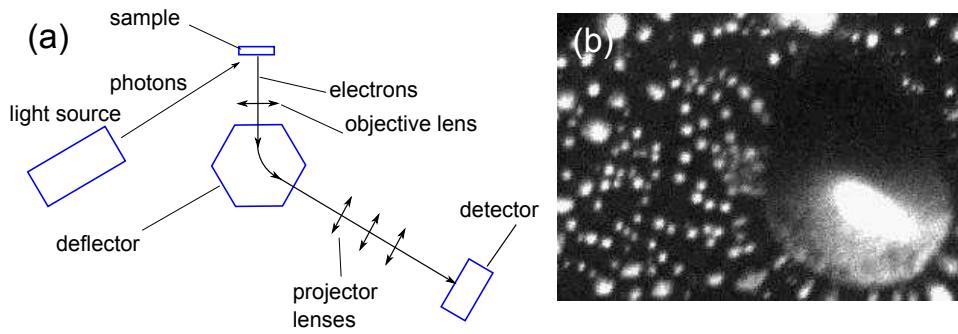 (a)
sample
photons
light source
electrons
objective lens
deflector
projector
lenses
detector
(b)